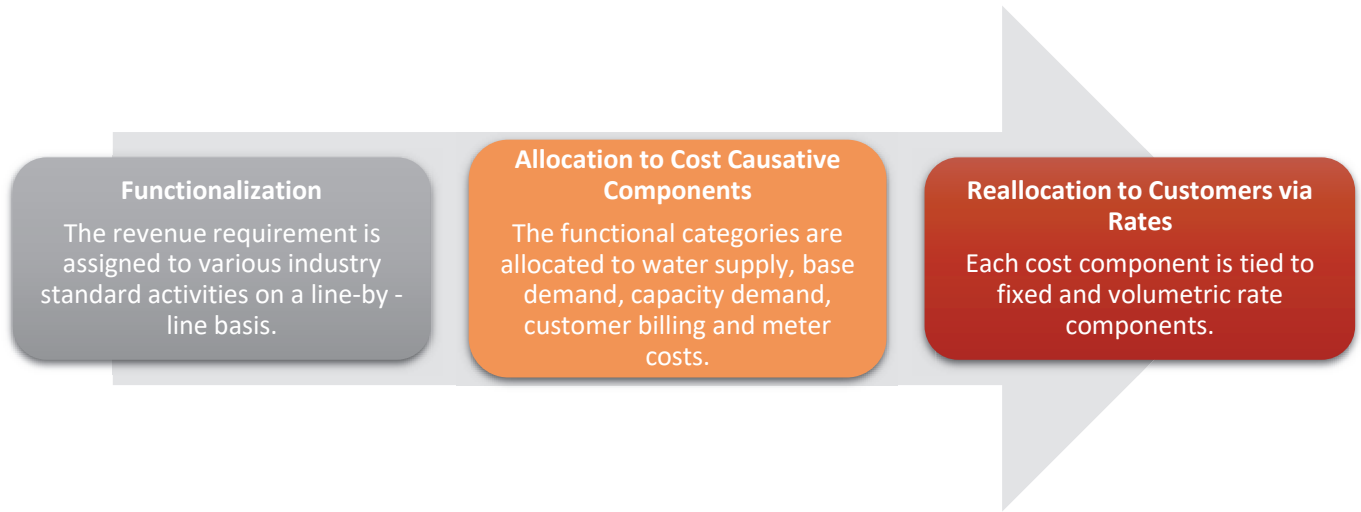 Functionalization
The revenue requirement is
assigned to various industry
standard activities on a line-by -
line basis.
Allocation to Cost Causative
Components
The functional categories are
allocated to water supply, base
demand, capacity demand,
customer billing and meter
costs.
Reallocation to Customers via
Rates
Each cost component is tied to
fixed and volumetric rate
components.